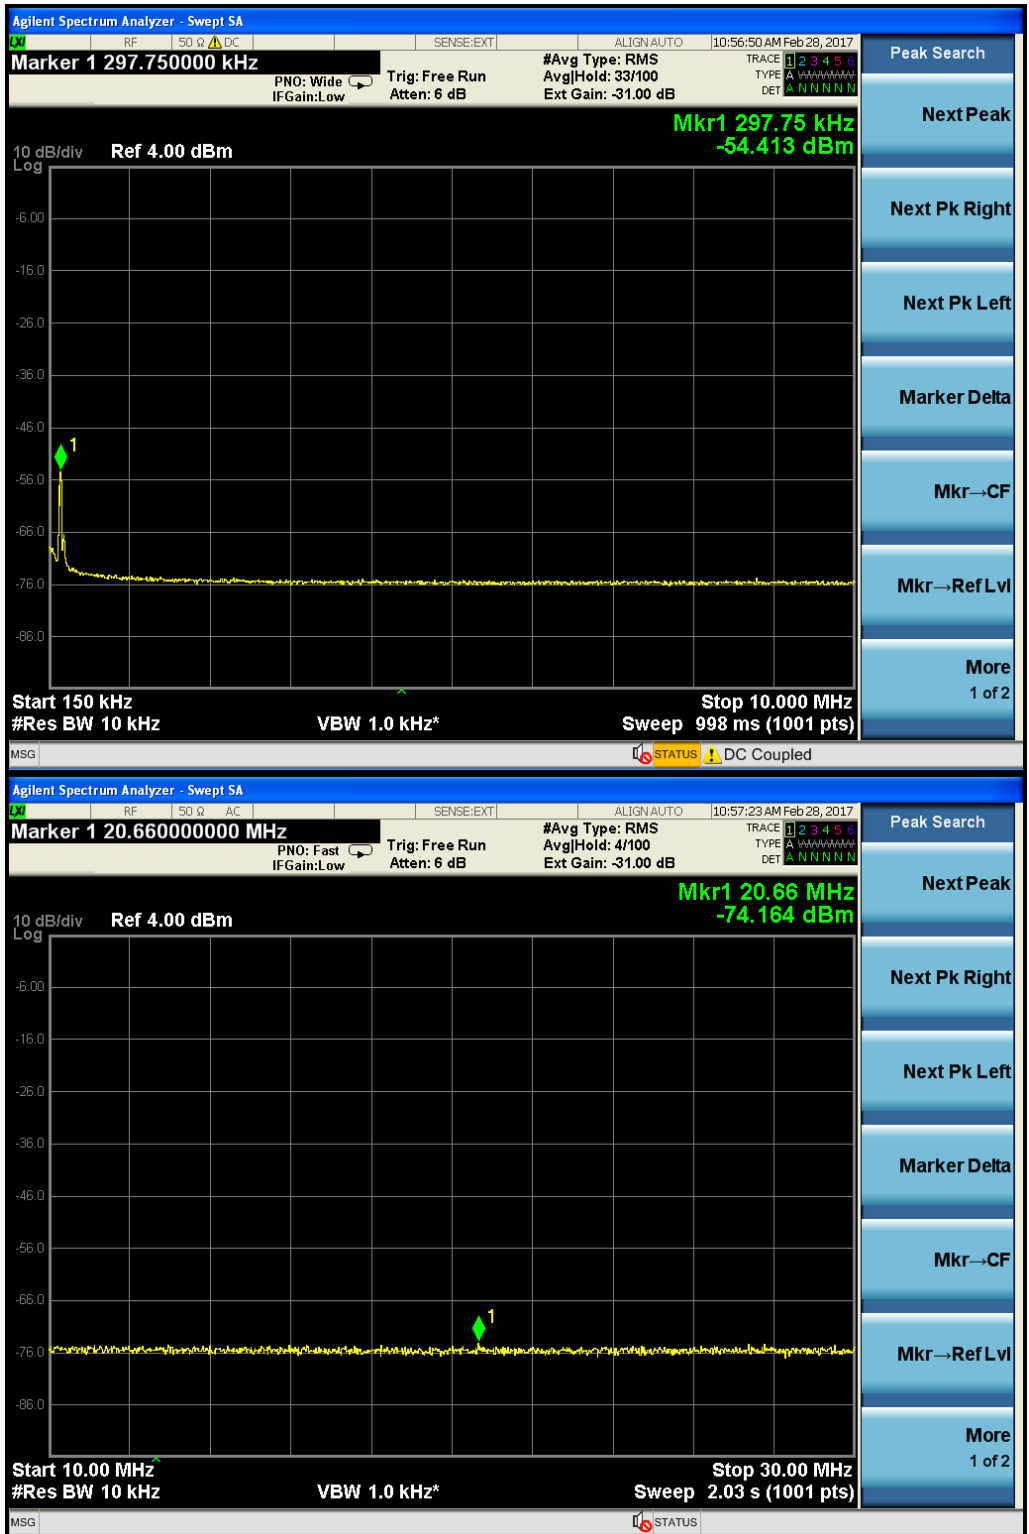 Agilent Spectrum Analyzer - Swept SA
LXI RF 50 Ω DC SENSE:EXT ALIGN AUTO 10:56:50 AM Feb 28, 2017
Marker 1 297.750000 kHz #Avg Type: RMS TRACE 1 2 3 4 5 6
PNO: Wide Trig: Free Run Avg|Hold: 33/100 TYPE A WWWWW
IFGain:Low Atten: 6 dB Ext Gain: -31.00 dB DET A N N N N N
Peak Search
Mkr1 297.75 kHz
-54.413 dBm
10 dB/div Ref 4.00 dBm
Log
-6.00
-16.0
-26.0
-36.0
-46.0
1
-56.0
-66.0
-76.0
-86.0
Start 150 kHz Stop 10.000 MHz
#Res BW 10 kHz VBW 1.0 kHz* Sweep 998 ms (1001 pts)
MSG STATUS DC Coupled
Next Peak
Next Pk Right
Next Pk Left
Marker Delta
Mkr→CF
Mkr→Ref Lvl
More
1 of 2
Agilent Spectrum Analyzer - Swept SA
LXI RF 50 Ω AC SENSE:EXT ALIGN AUTO 10:57:23 AM Feb 28, 2017
Marker 1 20.660000000 MHz #Avg Type: RMS TRACE 1 2 3 4 5 6
PNO: Fast Trig: Free Run Avg|Hold: 4/100 TYPE A WWWWW
IFGain:Low Atten: 6 dB Ext Gain: -31.00 dB DET A N N N N N
Peak Search
Mkr1 20.66 MHz
-74.164 dBm
10 dB/div Ref 4.00 dBm
Log
-6.00
-16.0
-26.0
-36.0
-46.0
-56.0
-66.0
1
-76.0
-86.0
Start 10.00 MHz Stop 30.00 MHz
#Res BW 10 kHz VBW 1.0 kHz* Sweep 2.03 s (1001 pts)
MSG STATUS
Next Peak
Next Pk Right
Next Pk Left
Marker Delta
Mkr→CF
Mkr→Ref Lvl
More
1 of 2